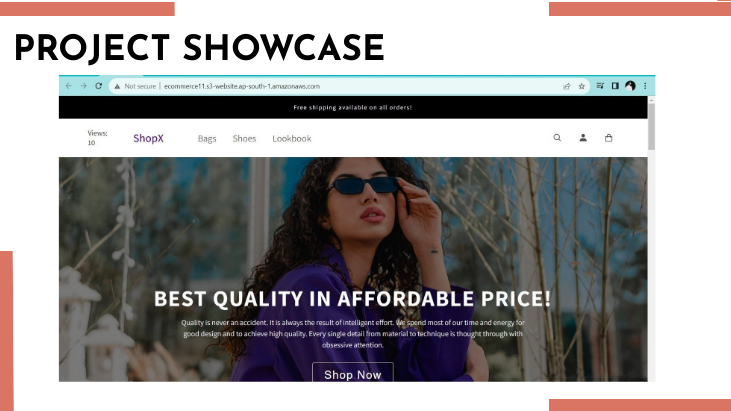 PROJECT SHOWCASE
Not secure | ecommerce11.s3-website.ap-south-1.amazonaws.com
Free shipping available on all orders!
Views:
10
ShopX Bags Shoes Lookbook
BEST QUALITY IN AFFORDABLE PRICE!
Quality is never an accident. It is always the result of intelligent effort. We spend most of our time and energy for
good design and to achieve high quality. Every single detail from material to technique is thought through with
obsessive attention.
Shop Now